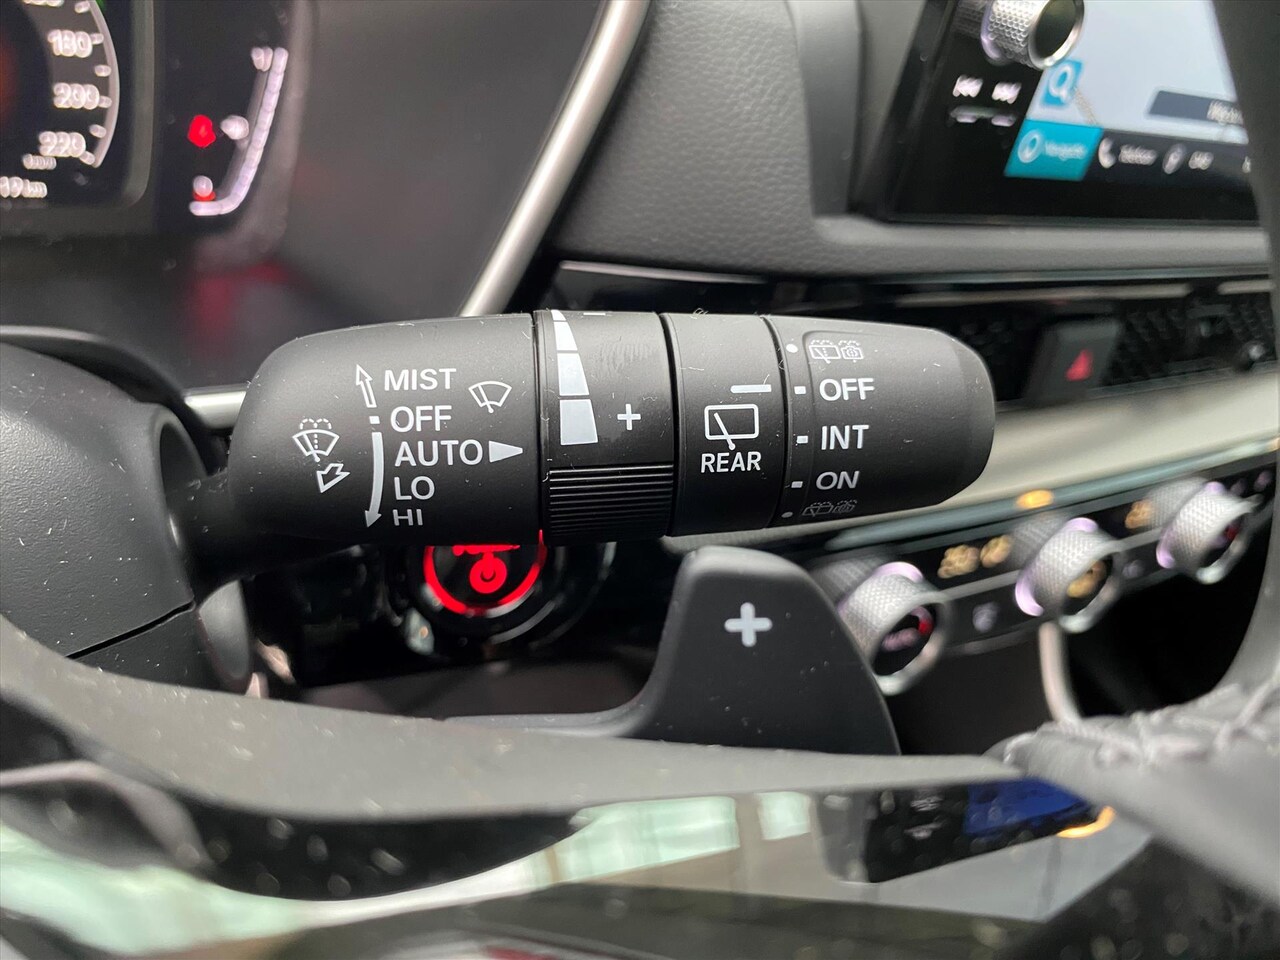 180
200
220
MIST
OFF
AUTO
LO
HI
+
REAR
OFF
INT
ON
+